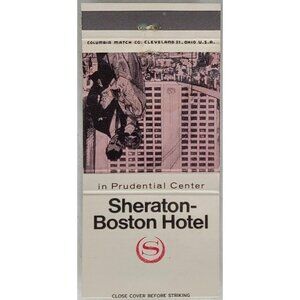 COLUMBIA MATCH CO. CLEVELAND 21, OHIO U.S.A.
in Prudential Center
Sheraton-
Boston Hotel
S
CLOSE COVER BEFORE STRIKING